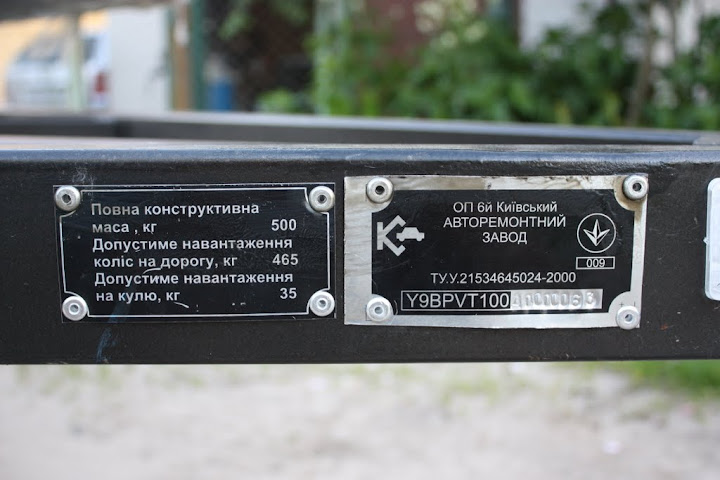 Повна конструктивна
маса , кг 500
Допустиме навантаження
коліс на дорогу, кг 465
Допустиме навантаження
на кулю, кг 35
ОП 6й Київський
АВТОРЕМОНТНИЙ
ЗАВОД
009
ТУ.У.21534645024-2000
Y9BPVT100